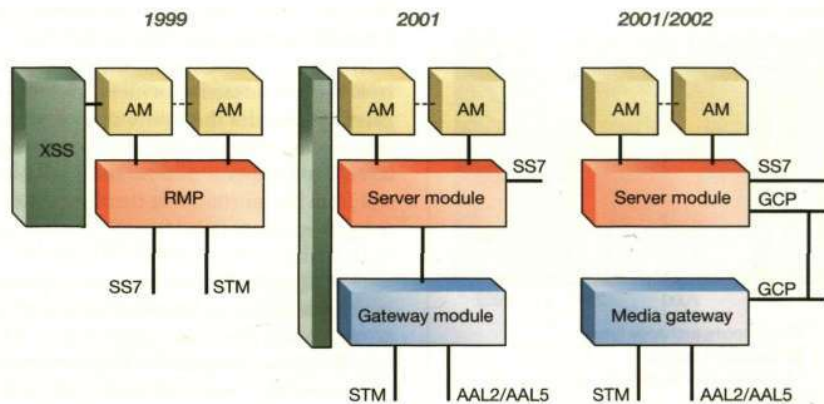 1999
AM
AM
XSS
RMP
SS7
STM
2001
AM
AM
SS7
Server module
Gateway module
STM
AAL2/AAL5
2001/2002
AM
AM
SS7
Server module
GCP
GCP
Media gateway
STM
AAL2/AAL5